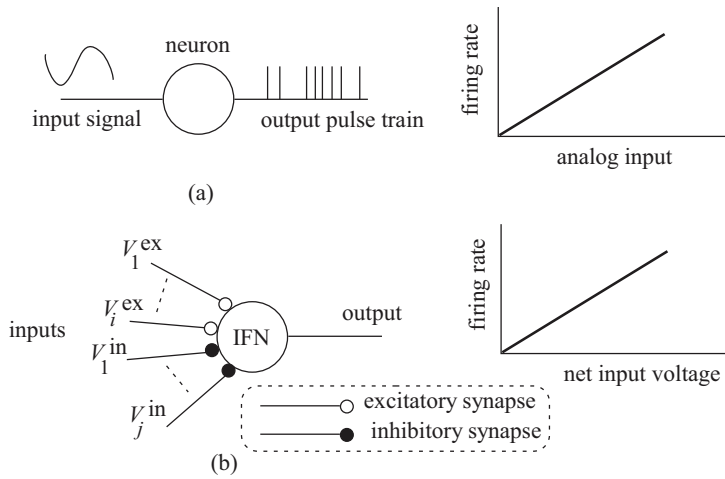 neuron
input signal
output pulse train
firing rate
analog input
(a)
V₁ᵉˣ
Vᵢᵉˣ
V₁ⁱⁿ
Vⱼⁱⁿ
inputs
IFN
output
firing rate
net input voltage
excitatory synapse
inhibitory synapse
(b)